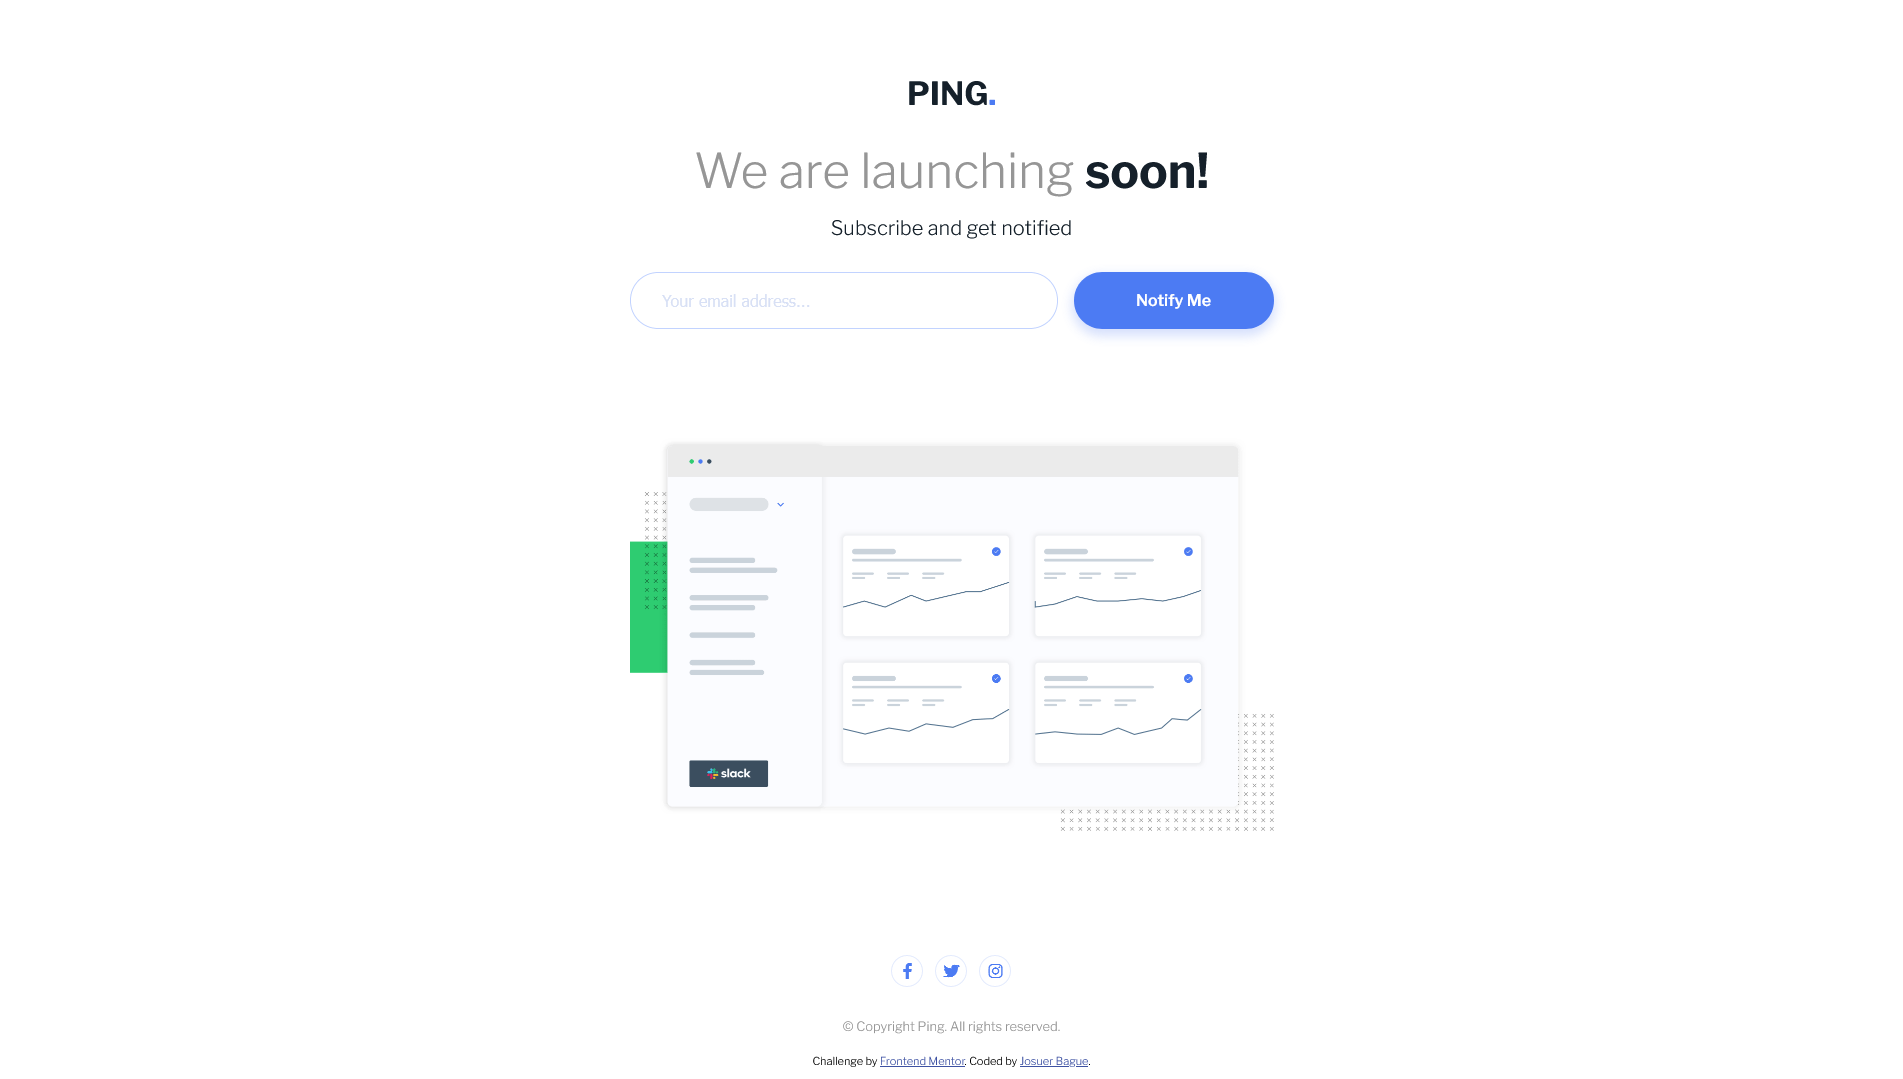 PING.
We are launching soon!
Subscribe and get notified
Your email address...
Notify Me
slack
© Copyright Ping. All rights reserved.
Challenge by Frontend Mentor. Coded by Josuer Bague.